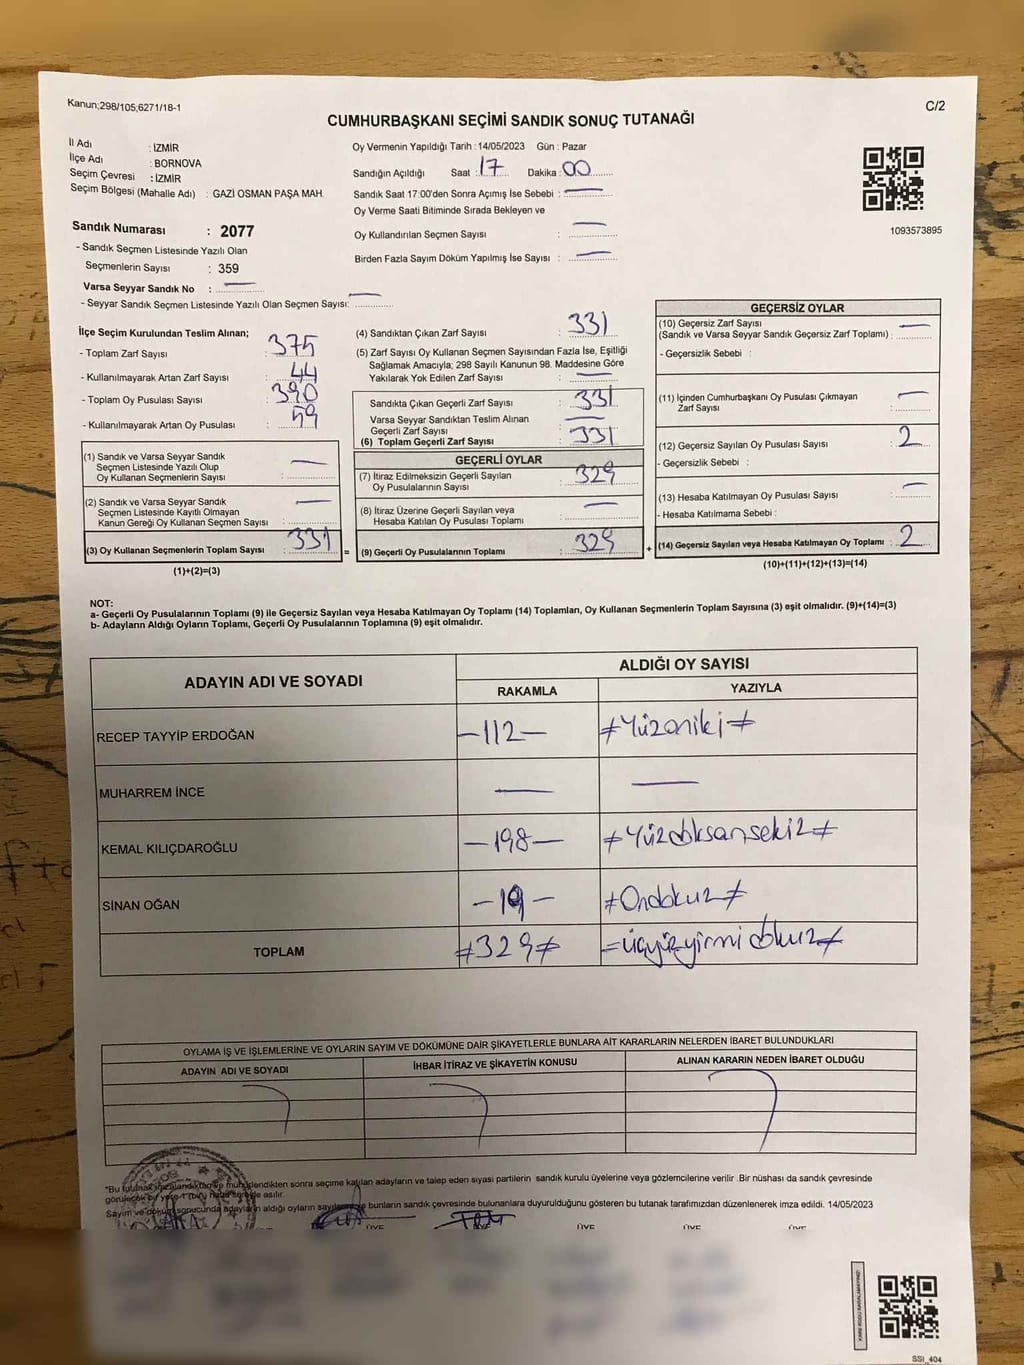 Kanun;298/105,6271/18-1
C/2
CUMHURBAŞKANI SEÇİMİ SANDIK SONUÇ TUTANAĞI
İl Adı : İZMİR
İlçe Adı : BORNOVA
Seçim Çevresi : İZMİR
Seçim Bölgesi (Mahalle Adı) : GAZİ OSMAN PAŞA MAH.
Oy Vermenin Yapıldığı Tarih : 14/05/2023 Gün : Pazar
Sandığın Açıldığı Saat : 17 Dakika : 00
Sandık Saat 17:00'den Sonra Açımış İse Sebebi : —
Oy Verme Saati Bitiminde Sırada Bekleyen ve
Oy Kullandırılan Seçmen Sayısı : —
Birden Fazla Sayım Döküm Yapılmış İse Sayısı : —
1093573895
Sandık Numarası : 2077
- Sandık Seçmen Listesinde Yazılı Olan
Seçmenlerin Sayısı : 359
Varsa Seyyar Sandık No : —
- Seyyar Sandık Seçmen Listesinde Yazılı Olan Seçmen Sayısı: —
İlçe Seçim Kurulundan Teslim Alınan;
- Toplam Zarf Sayısı : 375
- Kullanılmayarak Artan Zarf Sayısı : 44
- Toplam Oy Pusulası Sayısı : 390
- Kullanılmayarak Artan Oy Pusulası : 59
(1) Sandık ve Varsa Seyyar Sandık
Seçmen Listesinde Yazılı Olup
Oy Kullanan Seçmenlerin Sayısı : —
(2) Sandık ve Varsa Seyyar Sandık
Seçmen Listesinde Kayıtlı Olmayan
Kanun Gereği Oy Kullanan Seçmen Sayısı : —
(3) Oy Kullanan Seçmenlerin Toplam Sayısı : 331
(1)+(2)=(3)
=
(4) Sandıktan Çıkan Zarf Sayısı : 331
(5) Zarf Sayısı Oy Kullanan Seçmen Sayısından Fazla İse, Eşitliği
Sağlamak Amacıyla, 298 Sayılı Kanunun 98. Maddesine Göre
Yakılarak Yok Edilen Zarf Sayısı : —
Sandıkta Çıkan Geçerli Zarf Sayısı : 331
Varsa Seyyar Sandıktan Teslim Alınan
Geçerli Zarf Sayısı : —
(6) Toplam Geçerli Zarf Sayısı : 331
GEÇERLİ OYLAR
(7) İtiraz Edilmeksizin Geçerli Sayılan
Oy Pusulalarının Sayısı : 329
(8) İtiraz Üzerine Geçerli Sayılan veya
Hesaba Katılan Oy Pusulası Toplamı : —
(9) Geçerli Oy Pusulalarının Toplamı : 329
+
GEÇERSİZ OYLAR
(10) Geçersiz Zarf Sayısı
(Sandık ve Varsa Seyyar Sandık Geçersiz Zarf Toplamı) : —
- Geçersizlik Sebebi :
(11) İçinden Cumhurbaşkanı Oy Pusulası Çıkmayan
Zarf Sayısı : —
(12) Geçersiz Sayılan Oy Pusulası Sayısı : 2
- Geçersizlik Sebebi :
(13) Hesaba Katılmayan Oy Pusulası Sayısı : —
- Hesaba Katılmama Sebebi :
(14) Geçersiz Sayılan veya Hesaba Katılmayan Oy Toplamı : 2
(10)+(11)+(12)+(13)=(14)
NOT:
a- Geçerli Oy Pusulalarının Toplamı (9) ile Geçersiz Sayılan veya Hesaba Katılmayan Oy Toplamı (14) Toplamları, Oy Kullanan Seçmenlerin Toplam Sayısına (3) eşit olmalıdır. (9)+(14)=(3)
b- Adayların Aldığı Oyların Toplamı, Geçerli Oy Pusulalarının Toplamına (9) eşit olmalıdır.
ADAYIN ADI VE SOYADI
ALDIĞI OY SAYISI
RAKAMLA YAZIYLA
RECEP TAYYİP ERDOĞAN -112- ≠Yüzoniki≠
MUHARREM İNCE — —
KEMAL KILIÇDAROĞLU -198- ≠Yüzdoksansekiz≠
SİNAN OĞAN -19- ≠Ondokuz≠
TOPLAM ≠329≠ =üçyüzyirmidokuz≠
OYLAMA İŞ VE İŞLEMLERİNE VE OYLARIN SAYIM VE DÖKÜMÜNE DAİR ŞİKAYETLERLE BUNLARA AİT KARARLARIN NELERDEN İBARET BULUNDUKLARI
ADAYIN ADI VE SOYADI İHBAR İTİRAZ VE ŞİKAYETİN KONUSU ALINAN KARARIN NEDEN İBARET OLDUĞU
"Bu tutanak imzalandıktan ve mühürlendikten sonra seçime katılan adayların ve talep eden siyasi partilerin sandık kurulu üyelerine veya gözlemcilerine verilir .Bir nüshası da sandık çevresinde
görülecek bir yere 1 (bir) hafta süreyle asılır.
Sayım ve döküm sonucunda adayların aldığı oyların bunların sandık çevresinde bulunanlara duyurulduğunu gösteren bu tutanak tarafımızdan düzenlenerek imza edildi. 14/05/2023
ÜYE ÜYE ÜYE ÜYE
SSİ_404